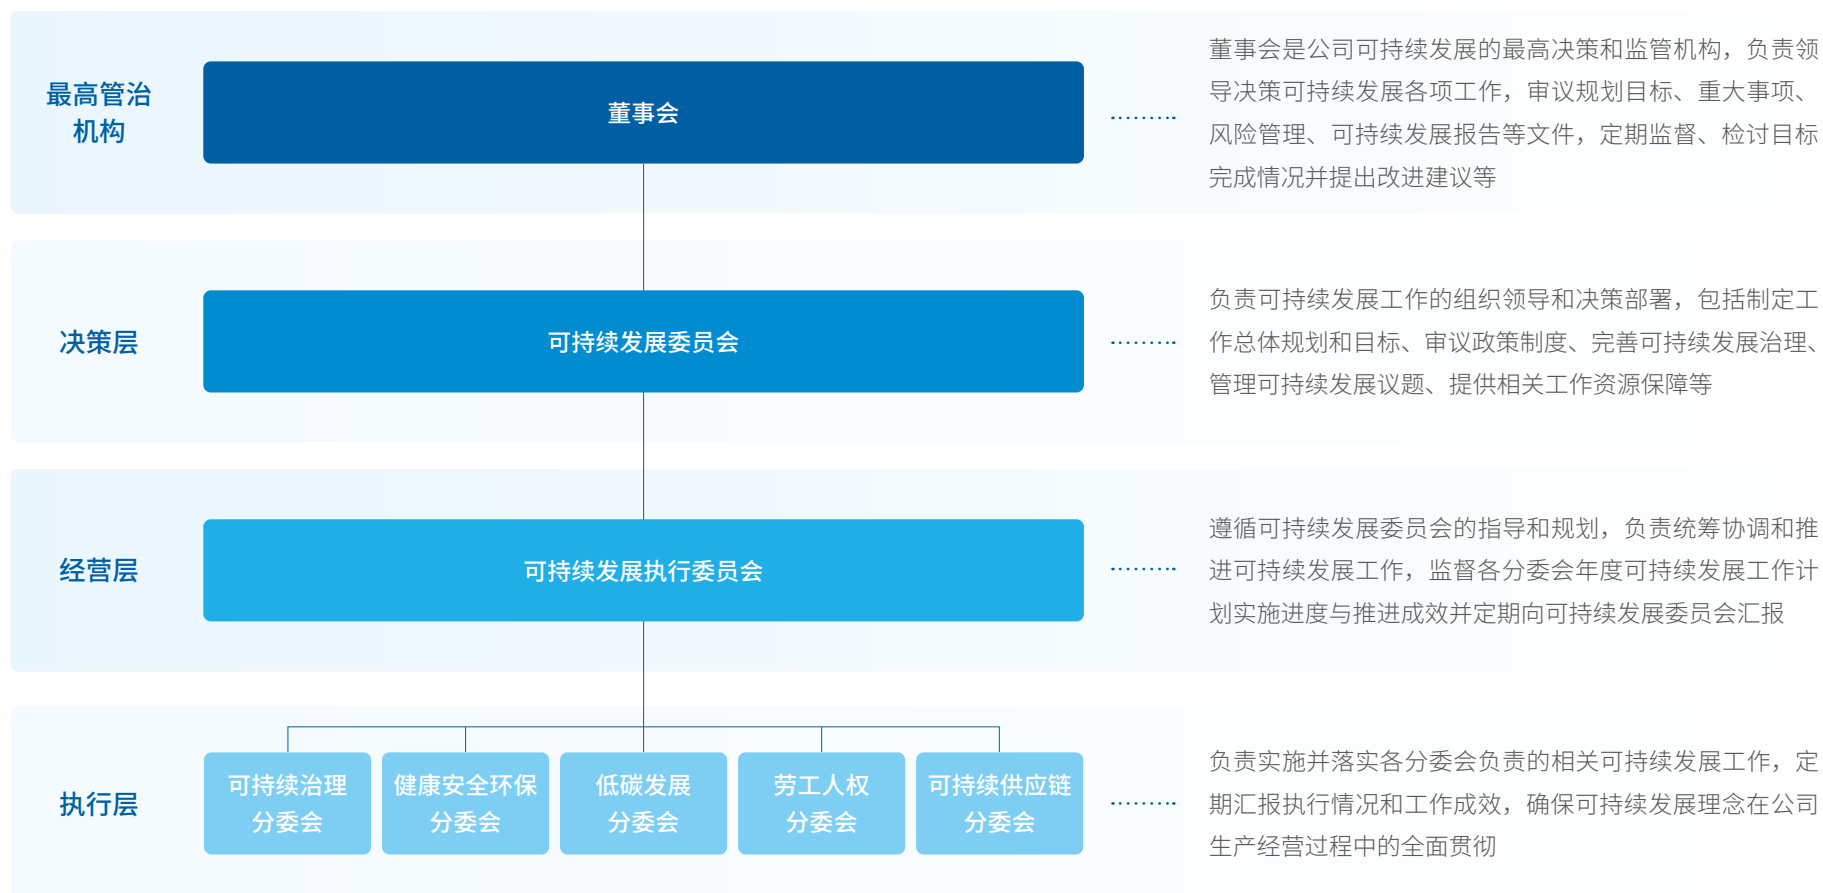 最高管治
机构
董事会
董事会是公司可持续发展的最高决策和监管机构，负责领
导决策可持续发展各项工作，审议规划目标、重大事项、
风险管理、可持续发展报告等文件，定期监督、检讨目标
完成情况并提出改进建议等
决策层
可持续发展委员会
负责可持续发展工作的组织领导和决策部署，包括制定工
作总体规划和目标、审议政策制度、完善可持续发展治理、
管理可持续发展议题、提供相关工作资源保障等
经营层
可持续发展执行委员会
遵循可持续发展委员会的指导和规划，负责统筹协调和推
进可持续发展工作，监督各分委会年度可持续发展工作计
划实施进度与推进成效并定期向可持续发展委员会汇报
执行层
可持续治理
分委会
健康安全环保
分委会
低碳发展
分委会
劳工人权
分委会
可持续供应链
分委会
负责实施并落实各分委会负责的相关可持续发展工作，定
期汇报执行情况和工作成效，确保可持续发展理念在公司
生产经营过程中的全面贯彻